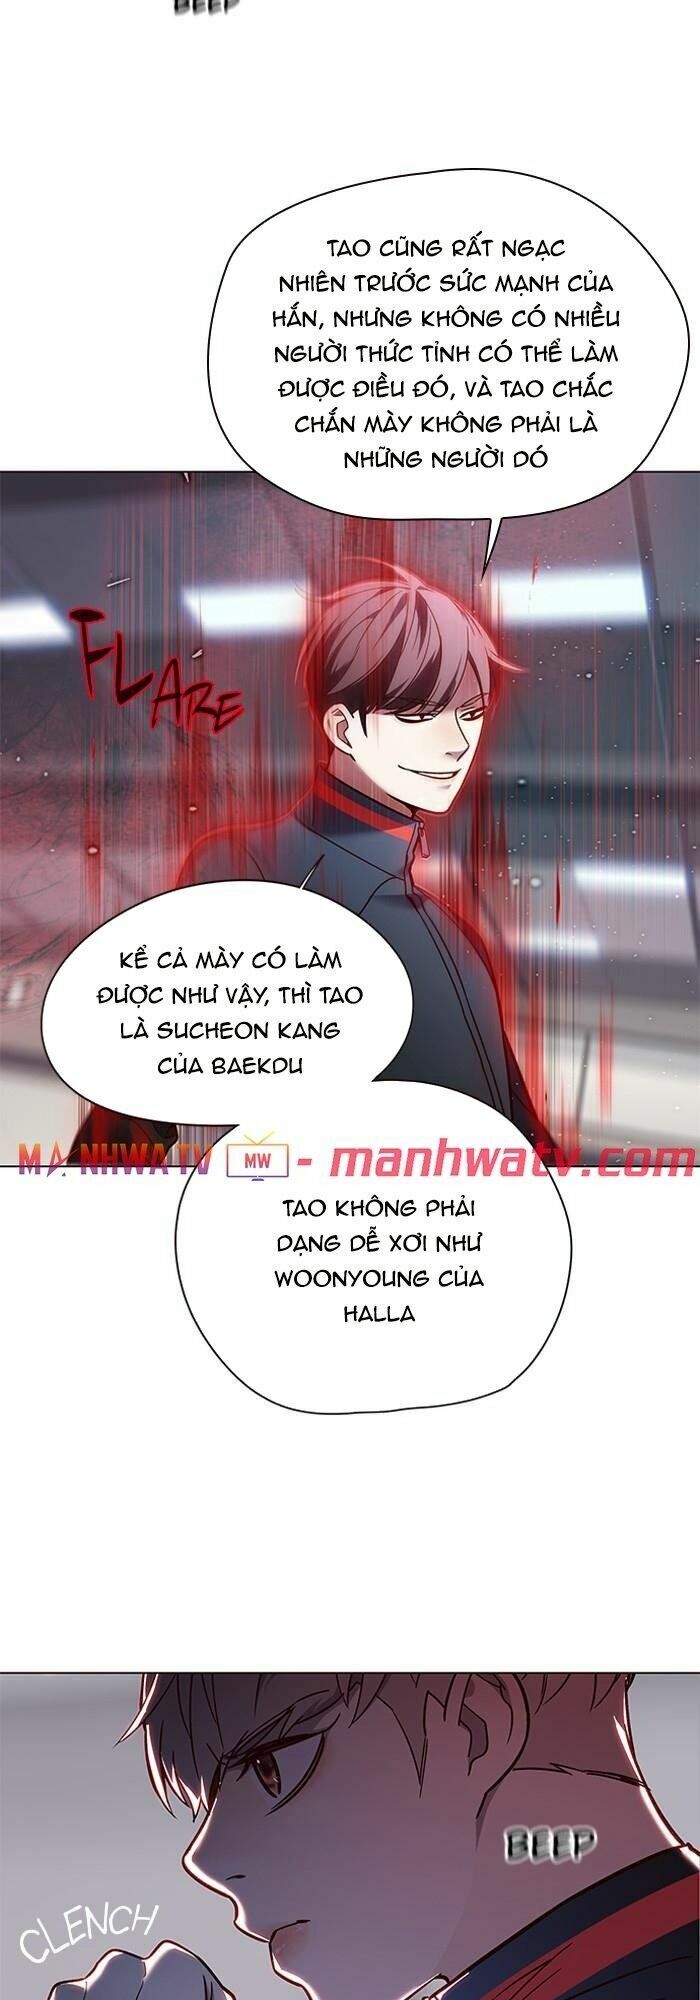 BEEP
TAO CŨNG RẤT NGẠC
NHIÊN TRƯỚC SỨC MẠNH CỦA
HẮN, NHƯNG KHÔNG CÓ NHIỀU
NGƯỜI THỨC TỈNH CÓ THỂ LÀM
ĐƯỢC ĐIỀU ĐÓ, VÀ TAO CHẮC
CHẮN MÀY KHÔNG PHẢI LÀ
NHỮNG NGƯỜI DÓ
FLARE
KỂ CẢ MÀY CÓ LÀM
ĐƯỢC NHƯ VẬY, THÌ TAO
LÀ SUCHEON KANG
CỦA BAEKDU
MANHWATV MW - manhwatv.com
TAO KHÔNG PHẢI
DẠNG DỄ XƠI NHƯ
WOONYOUNG CỦA
HALLA
BEEP
CLENCH